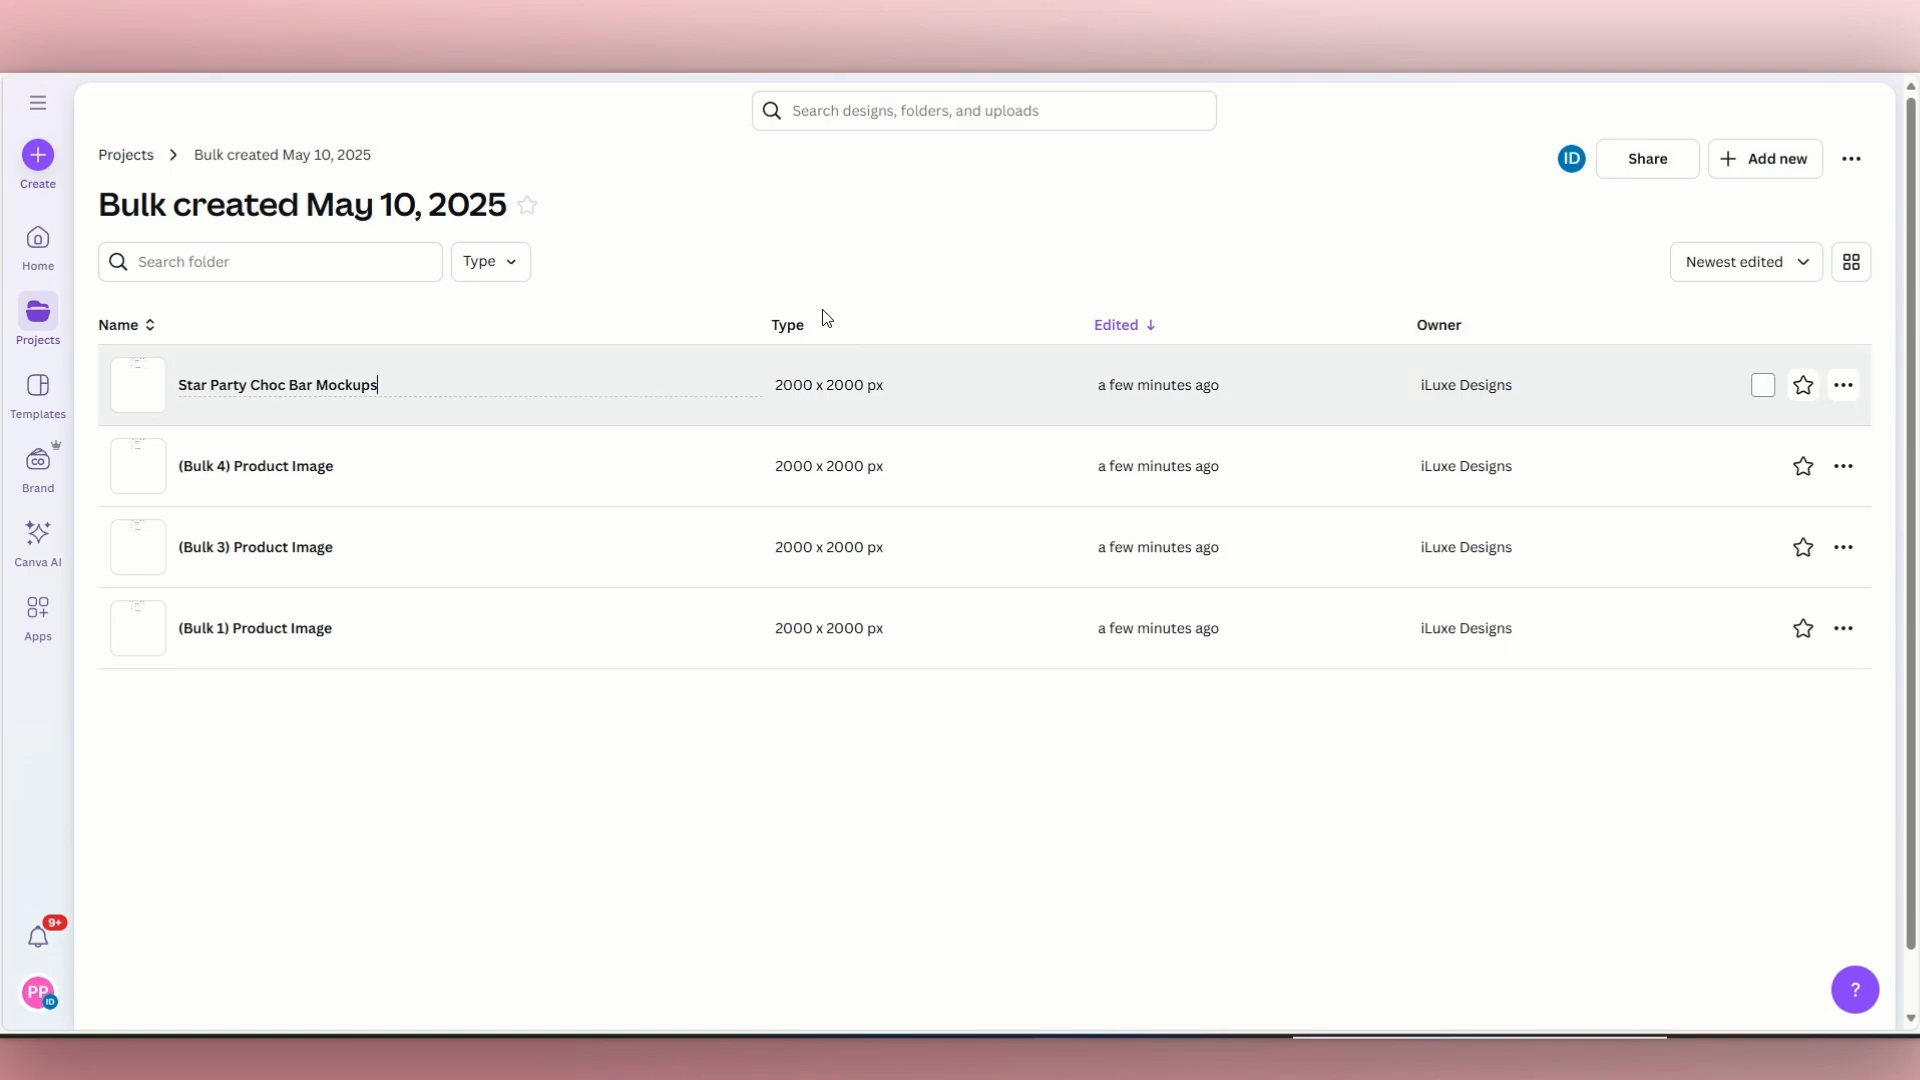 Search designs, folders, and uploads
Projects > Bulk created May 10, 2025
ID
Share
+ Add new
Create
Bulk created May 10, 2025
Search folder
Type
Newest edited
Home
Projects
Templates
Brand
Canva AI
Apps
9+
PP
ID
Name
Type
Edited ↓
Owner
Star Party Choc Bar Mockups
2000 x 2000 px
a few minutes ago
iLuxe Designs
(Bulk 4) Product Image
2000 x 2000 px
a few minutes ago
iLuxe Designs
(Bulk 3) Product Image
2000 x 2000 px
a few minutes ago
iLuxe Designs
(Bulk 1) Product Image
2000 x 2000 px
a few minutes ago
iLuxe Designs
?